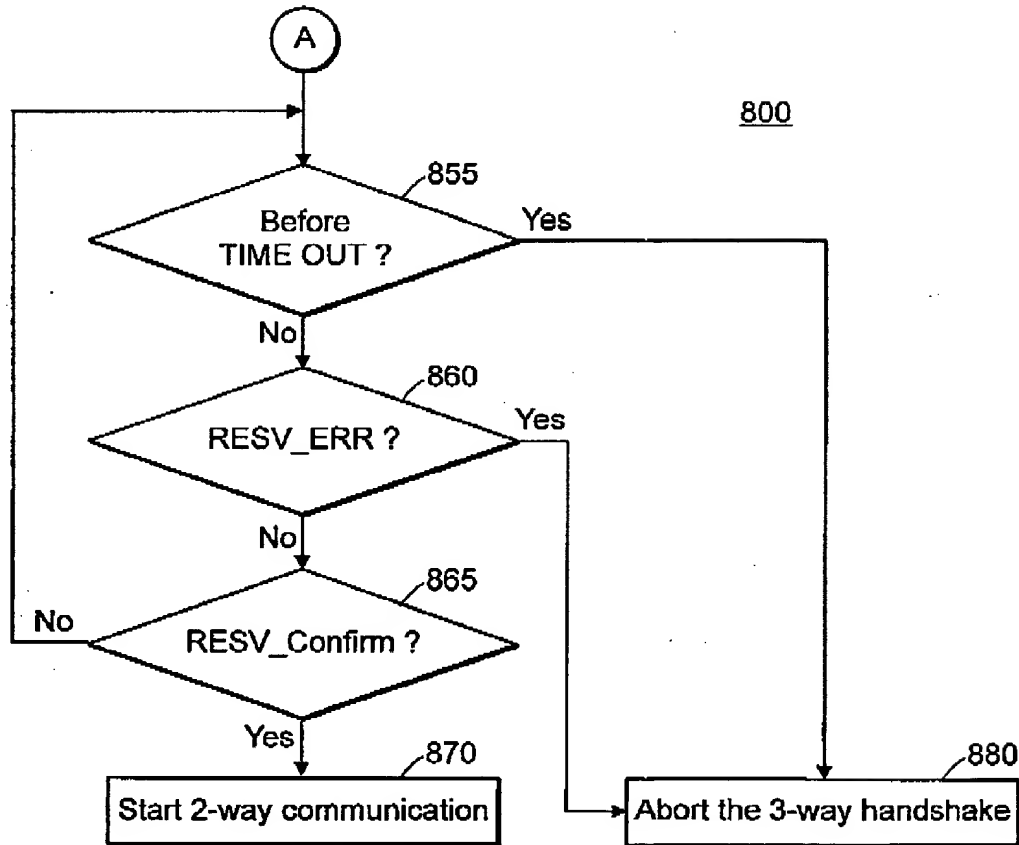 A
800
855
Before
TIME OUT ?
Yes
No
860
RESV_ERR ?
Yes
No
865
RESV_Confirm ?
No
Yes
870
Start 2-way communication
880
Abort the 3-way handshake